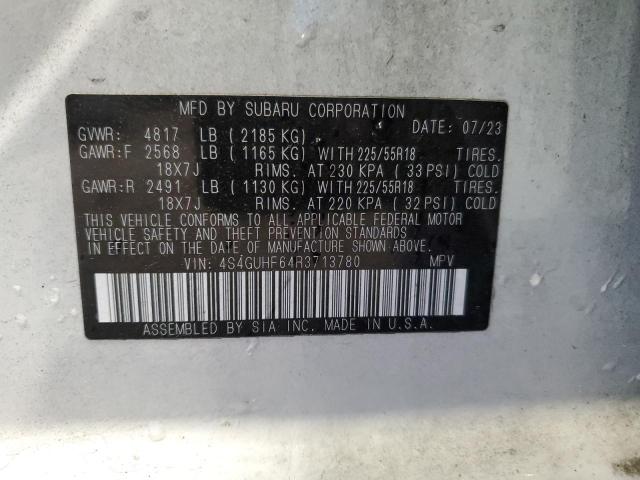 MFD BY SUBARU CORPORATION
GVWR: 4817 LB ( 2185 KG) DATE: 07/23
GAWR:F 2568 LB ( 1165 KG) WITH 225/55R18 TIRES.
18X7J RIMS. AT 230 KPA ( 33 PSI) COLD
GAWR:R 2491 LB ( 1130 KG) WITH 225/55R18 TIRES.
18X7J RIMS. AT 220 KPA ( 32 PSI) COLD
THIS VEHICLE CONFORMS TO ALL APPLICABLE FEDERAL MOTOR
VEHICLE SAFETY AND THEFT PREVENTION STANDARDS
IN EFFECT ON THE DATE OF MANUFACTURE SHOWN ABOVE.
VIN: 4S4GUHF64R3713780 MPV
ASSEMBLED BY SIA INC. MADE IN U.S.A.